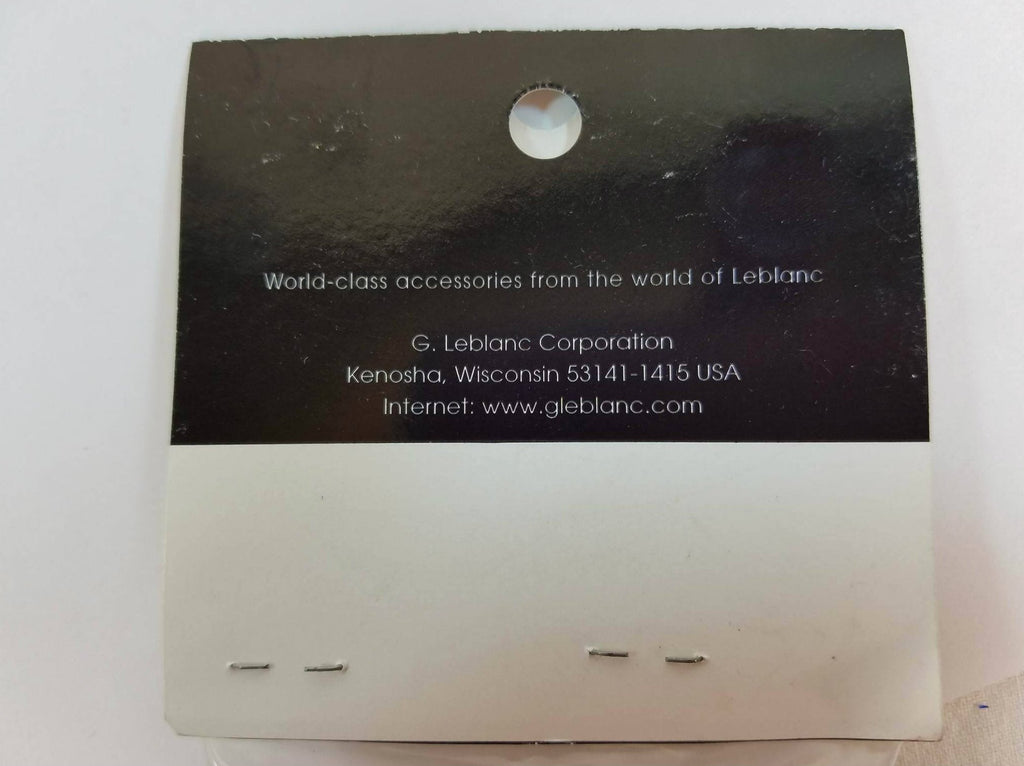 World-class accessories from the world of Leblanc
G. Leblanc Corporation
Kenosha, Wisconsin 53141-1415 USA
Internet: www.gleblanc.com